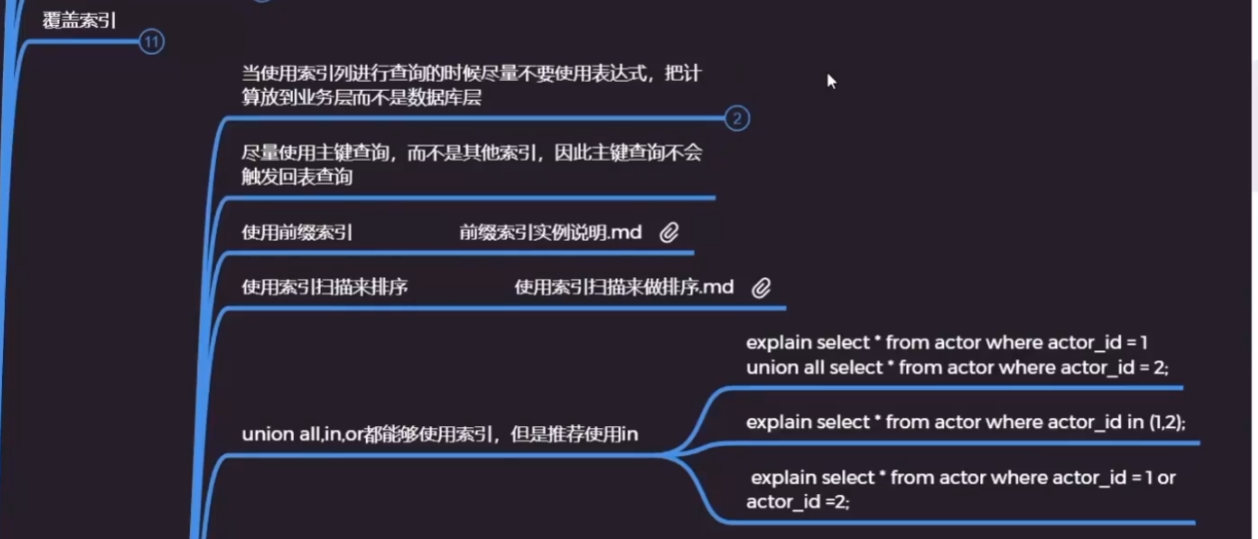 覆盖索引
11
当使用索引列进行查询的时候尽量不要使用表达式，把计
算放到业务层而不是数据库层
2
尽量使用主键查询，而不是其他索引，因此主键查询不会
触发回表查询
使用前缀索引 前缀索引实例说明.md
使用索引扫描来排序 使用索引扫描来做排序.md
explain select * from actor where actor_id = 1
union all select * from actor where actor_id = 2;
union all,in,or都能够使用索引，但是推荐使用in
explain select * from actor where actor_id in (1,2);
explain select * from actor where actor_id = 1 or
actor_id =2;